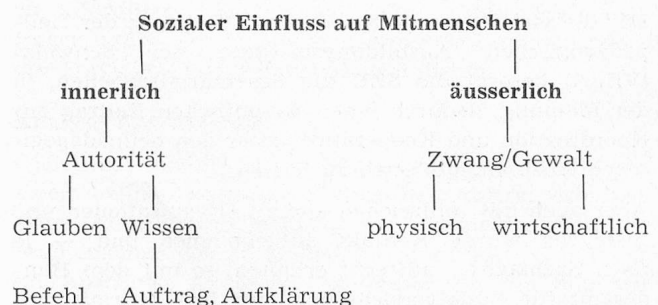 Sozialer Einfluss auf Mitmenschen
innerlich äusserlich
Autorität Zwang/Gewalt
Glauben Wissen physisch wirtschaftlich
Befehl Auftrag, Aufklärung